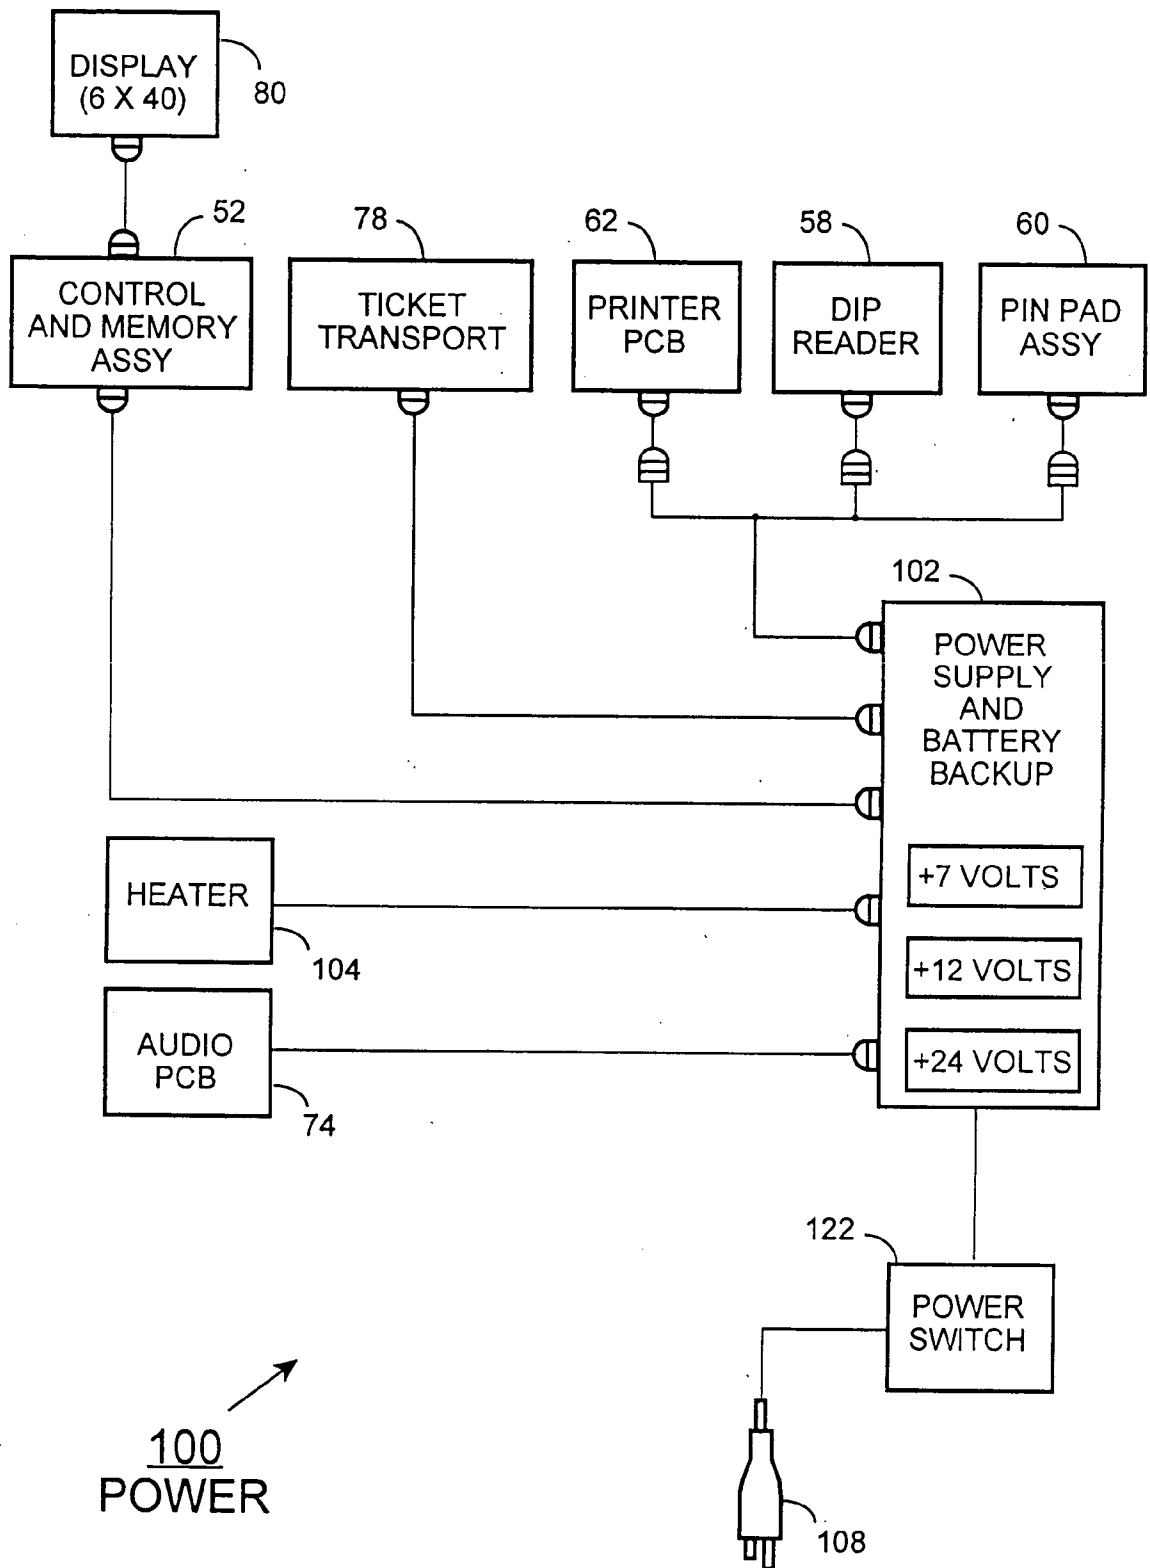 DISPLAY
(6 X 40)
80
52
78
62
58
60
CONTROL
AND MEMORY
ASSY
TICKET
TRANSPORT
PRINTER
PCB
DIP
READER
PIN PAD
ASSY
102
POWER
SUPPLY
AND
BATTERY
BACKUP
+7 VOLTS
+12 VOLTS
+24 VOLTS
HEATER
104
AUDIO
PCB
74
122
POWER
SWITCH
100
POWER
108